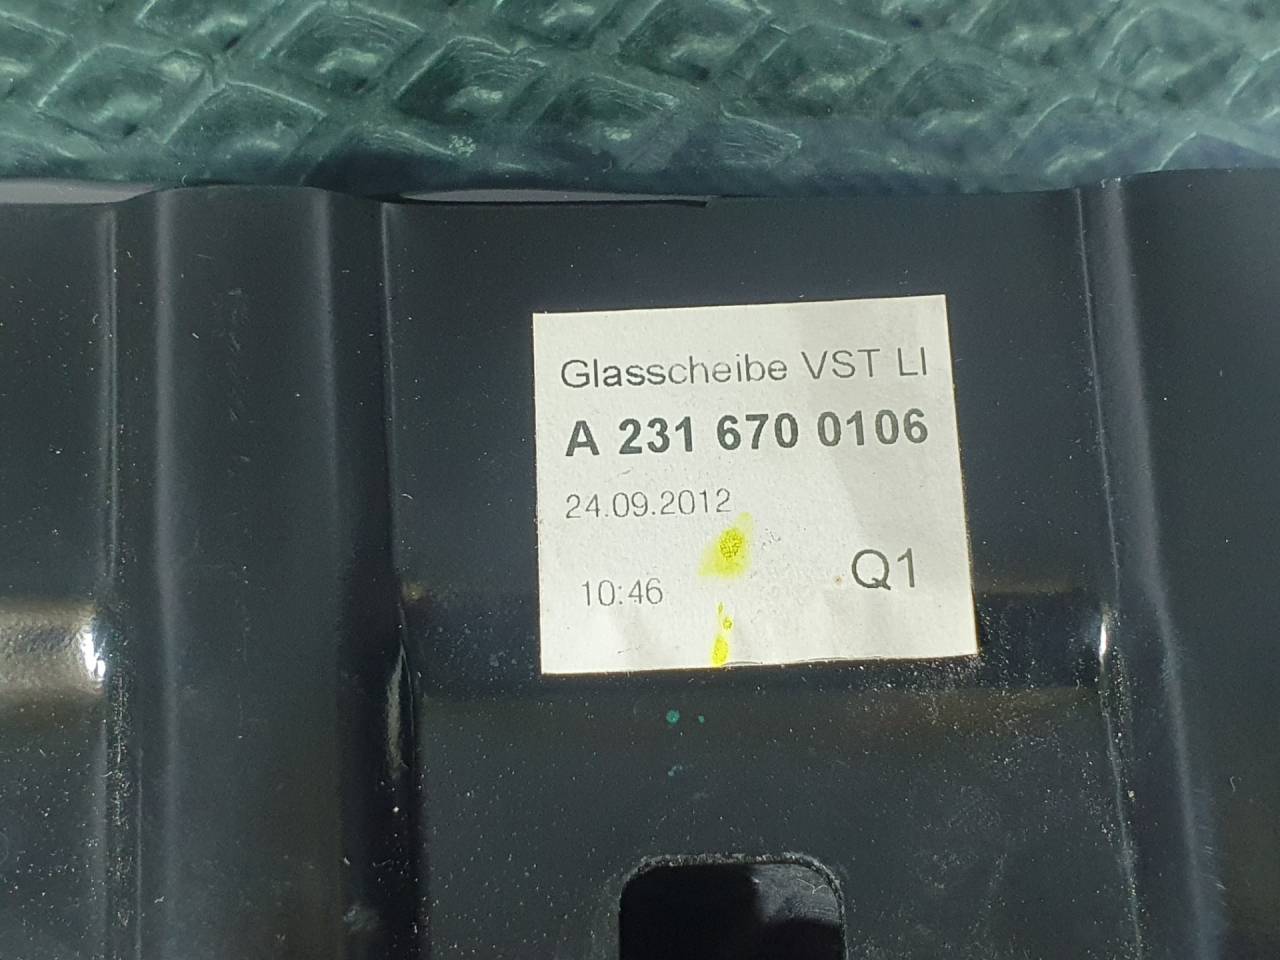 Glasscheibe VST LI
A 231 670 0106
24.09.2012
10:46
Q1